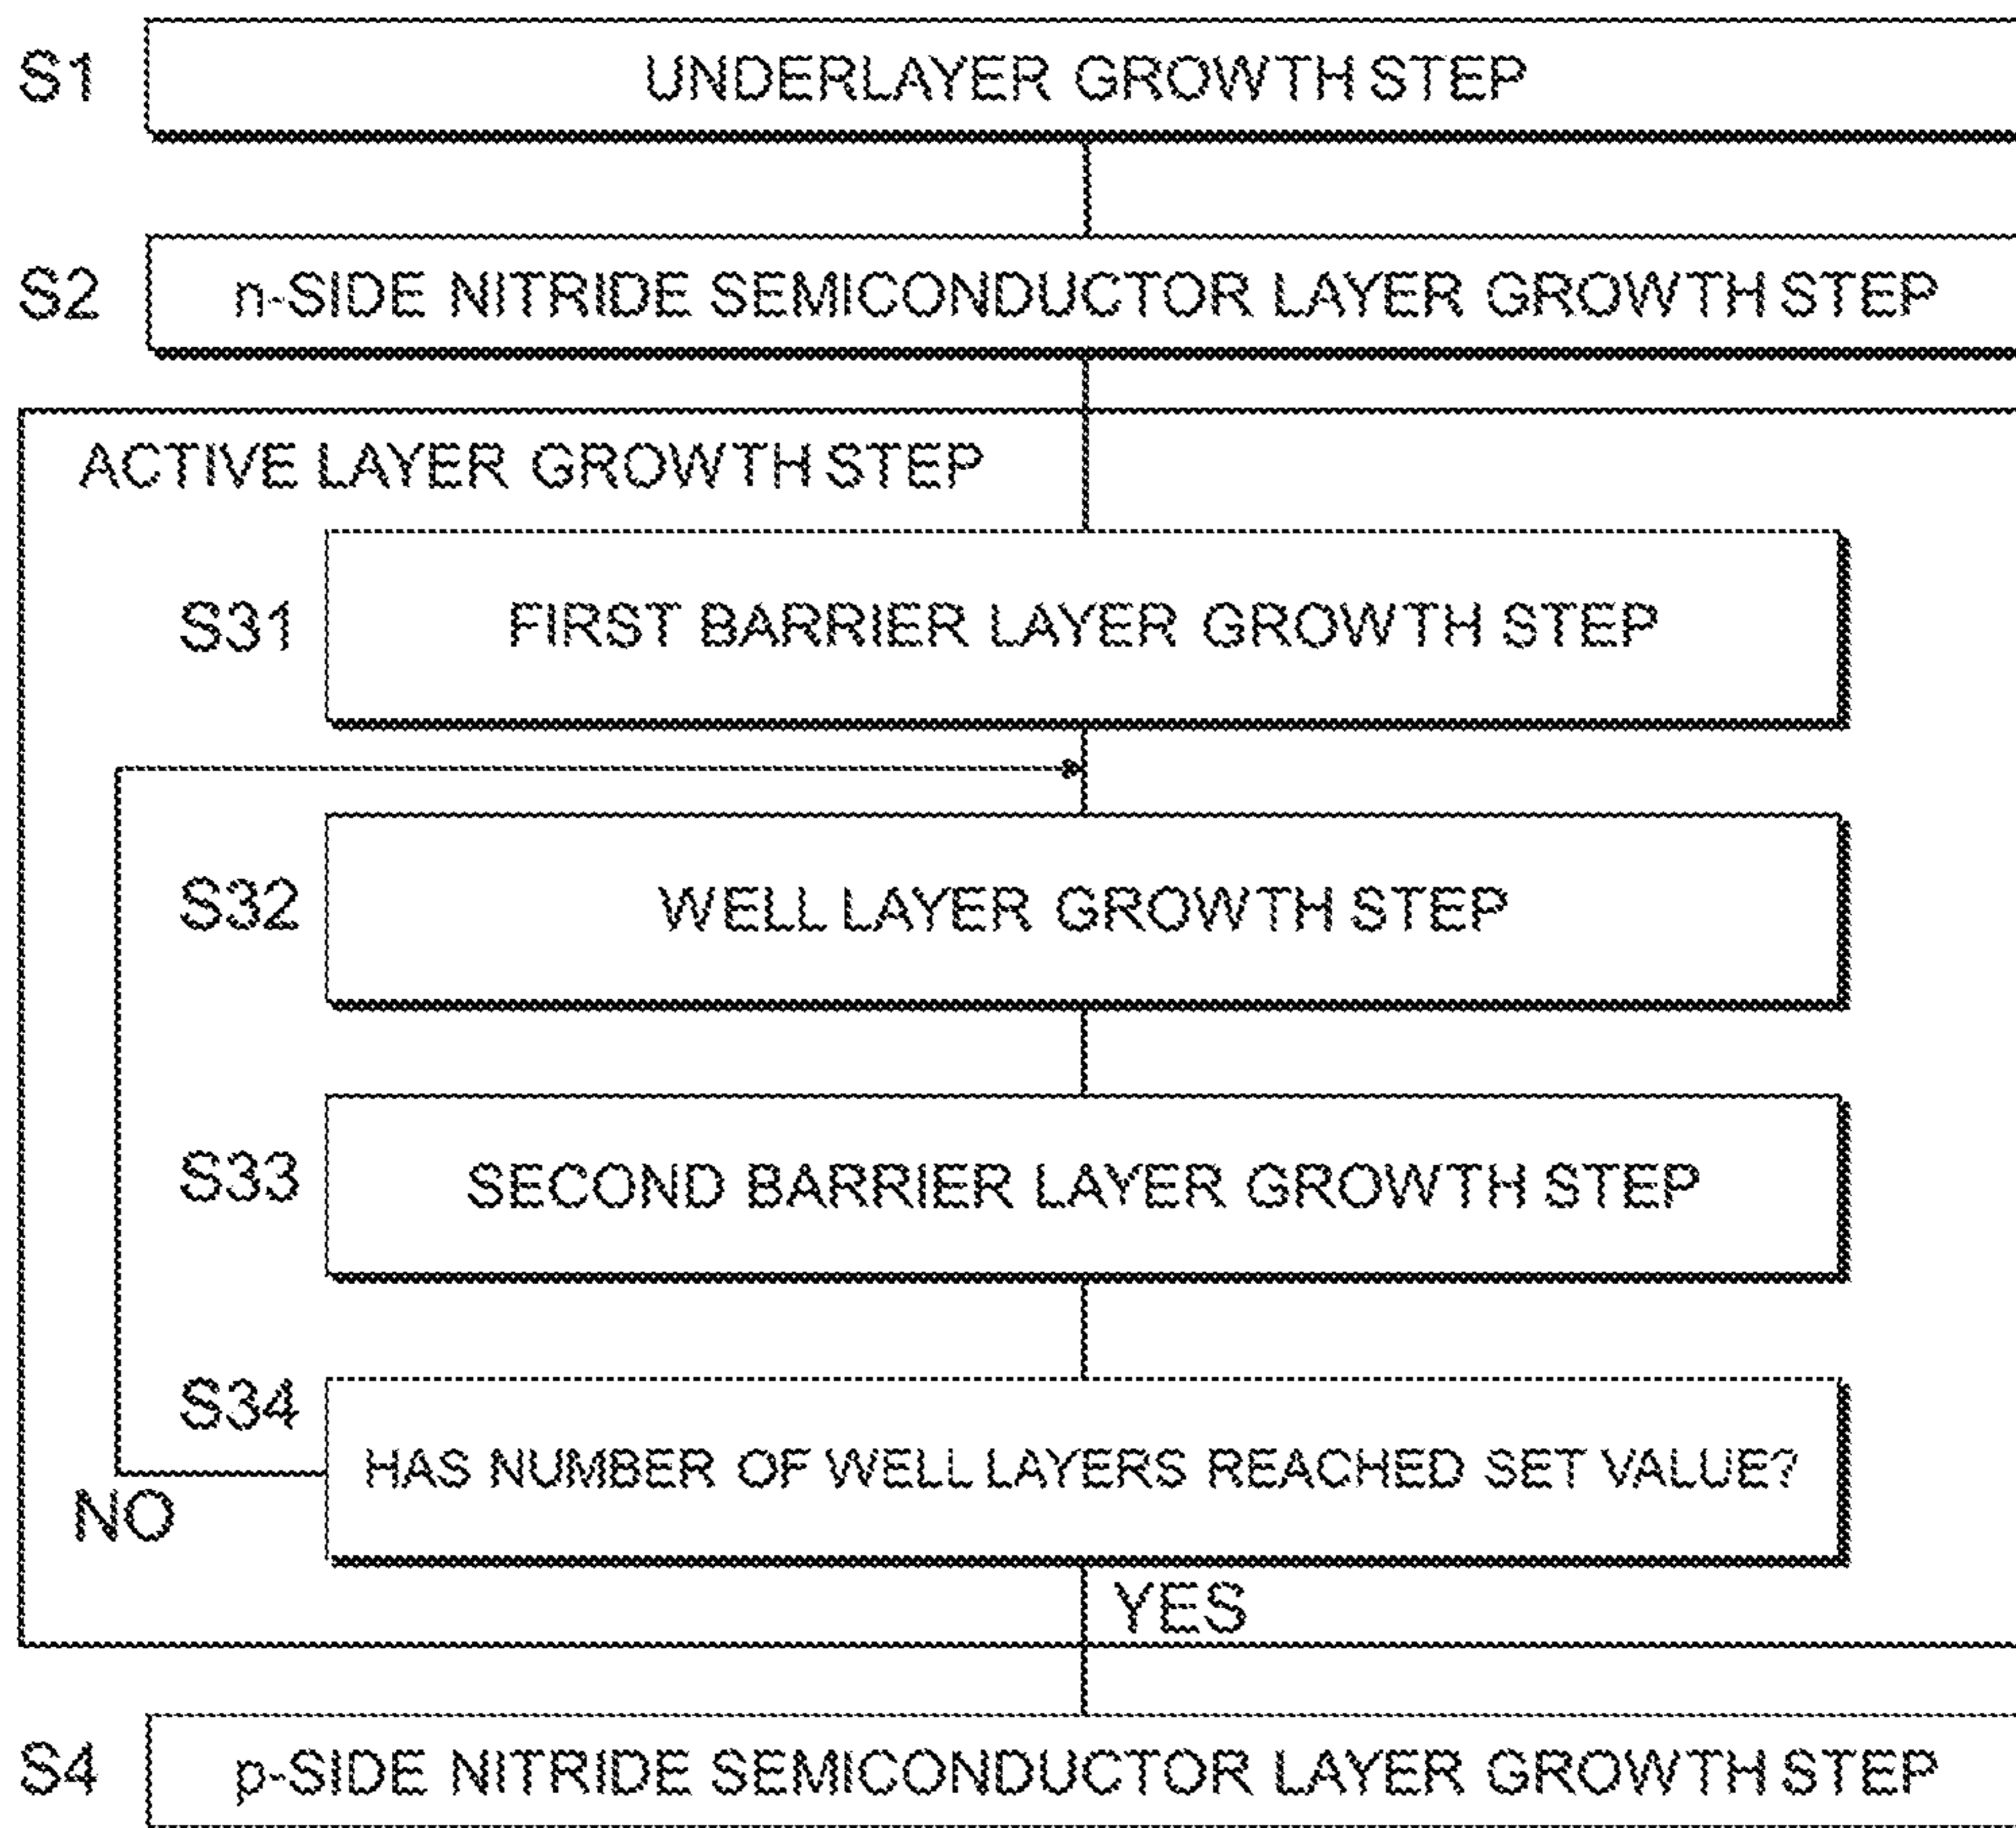 S1 UNDERLAYER GROWTH STEP
S2 n-SIDE NITRIDE SEMICONDUCTOR LAYER GROWTH STEP
ACTIVE LAYER GROWTH STEP
S31 FIRST BARRIER LAYER GROWTH STEP
S32 WELL LAYER GROWTH STEP
S33 SECOND BARRIER LAYER GROWTH STEP
S34
HAS NUMBER OF WELL LAYERS REACHED SET VALUE?
NO
YES
S4 p-SIDE NITRIDE SEMICONDUCTOR LAYER GROWTH STEP